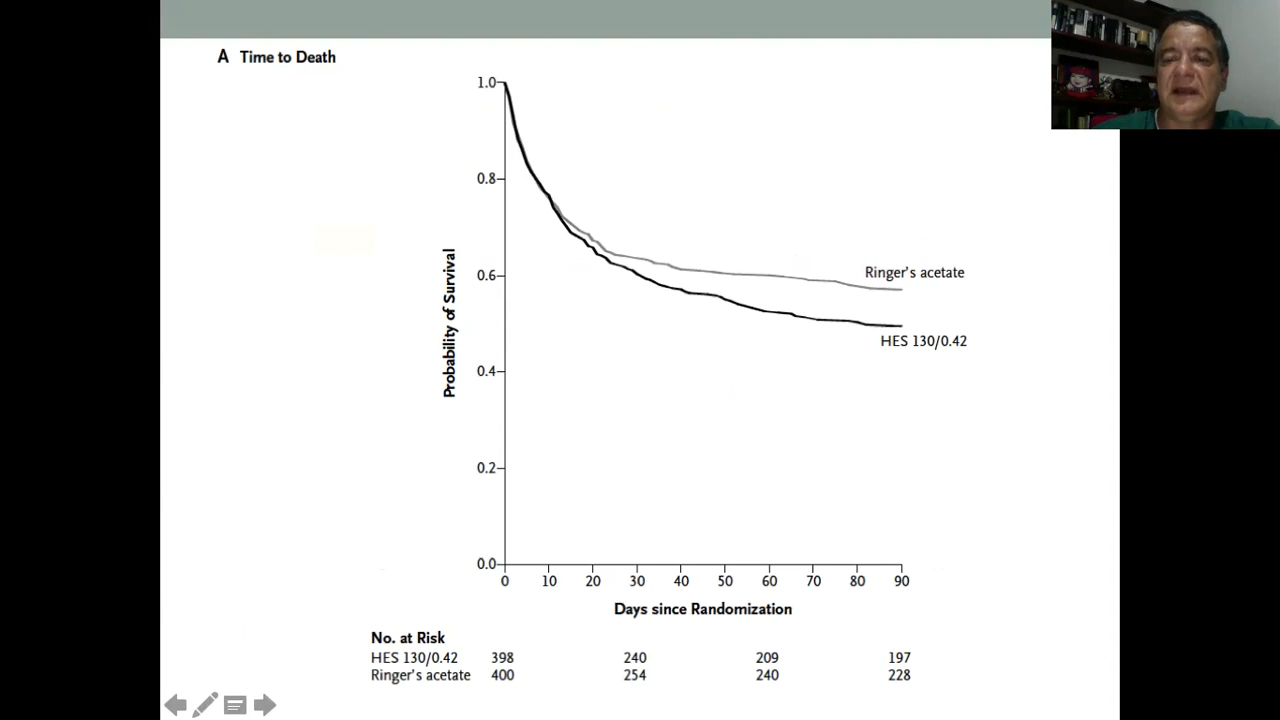 A Time to Death
1.0
0.8
0.6
0.4
0.2
0.0
Probability of Survival
Ringer's acetate
HES 130/0.42
0 10 20 30 40 50 60 70 80 90
Days since Randomization
No. at Risk
HES 130/0.42 398 240 209 197
Ringer's acetate 400 254 240 228